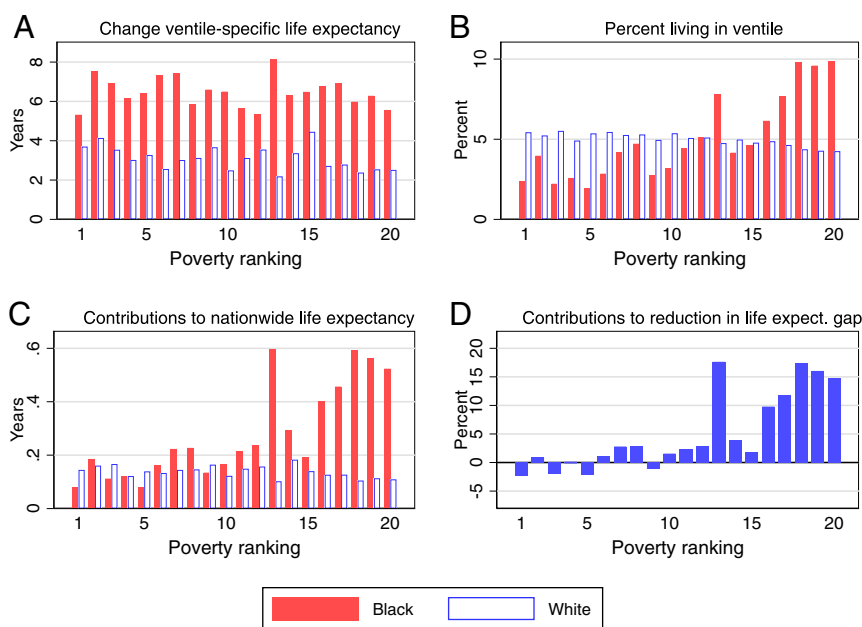 A Change ventile-specific life expectancy
8
6
4
2
0
Years
1 5 10 15 20
Poverty ranking
B Percent living in ventile
10
5
0
Percent
1 5 10 15 20
Poverty ranking
C Contributions to nationwide life expectancy
.6
.4
.2
0
Years
1 5 10 15 20
Poverty ranking
D Contributions to reduction in life expect. gap
20
15
10
5
0
-5
Percent
1 5 10 15 20
Poverty ranking
Black White